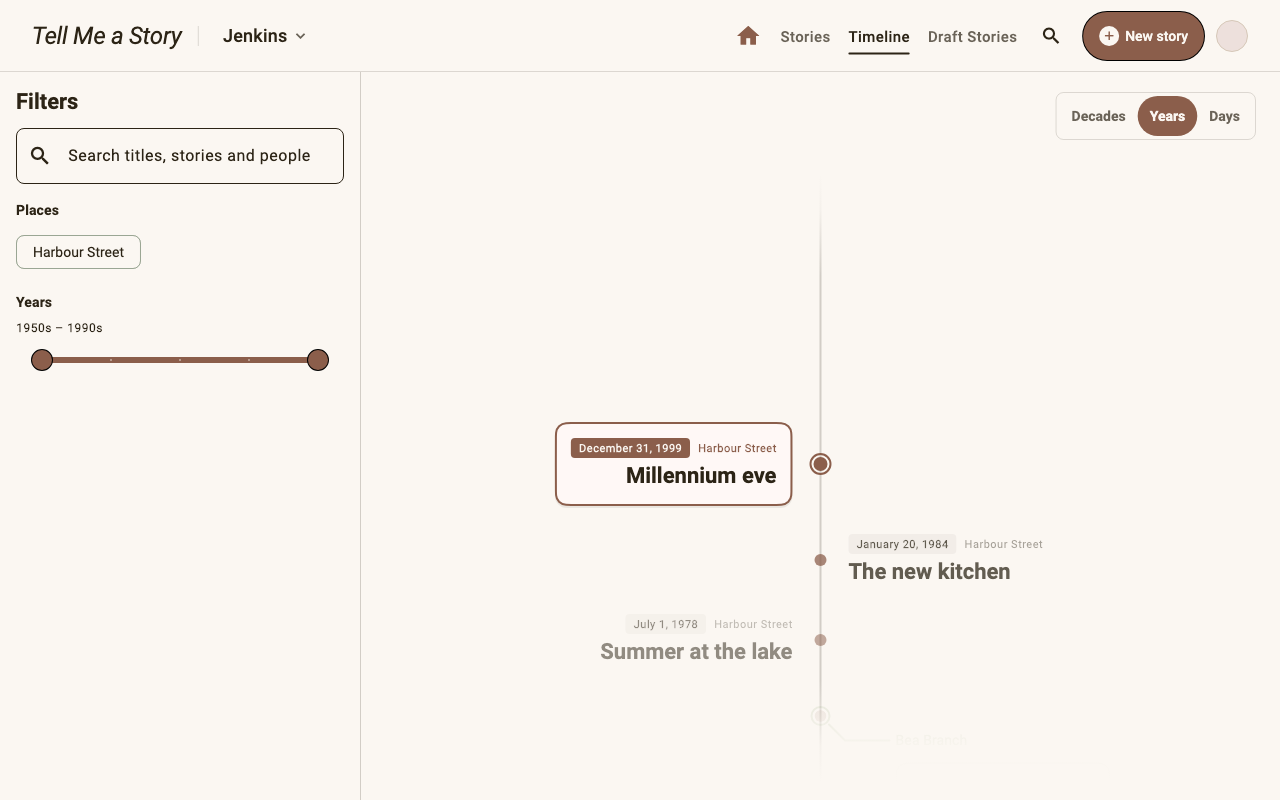 Tell Me a Story
Jenkins
Stories
Timeline
Draft Stories
New story
Filters
Search titles, stories and people
Places
Harbour Street
Years
1950s – 1990s
Decades
Years
Days
December 31, 1999 Harbour Street
Millennium eve
January 20, 1984 Harbour Street
The new kitchen
July 1, 1978 Harbour Street
Summer at the lake